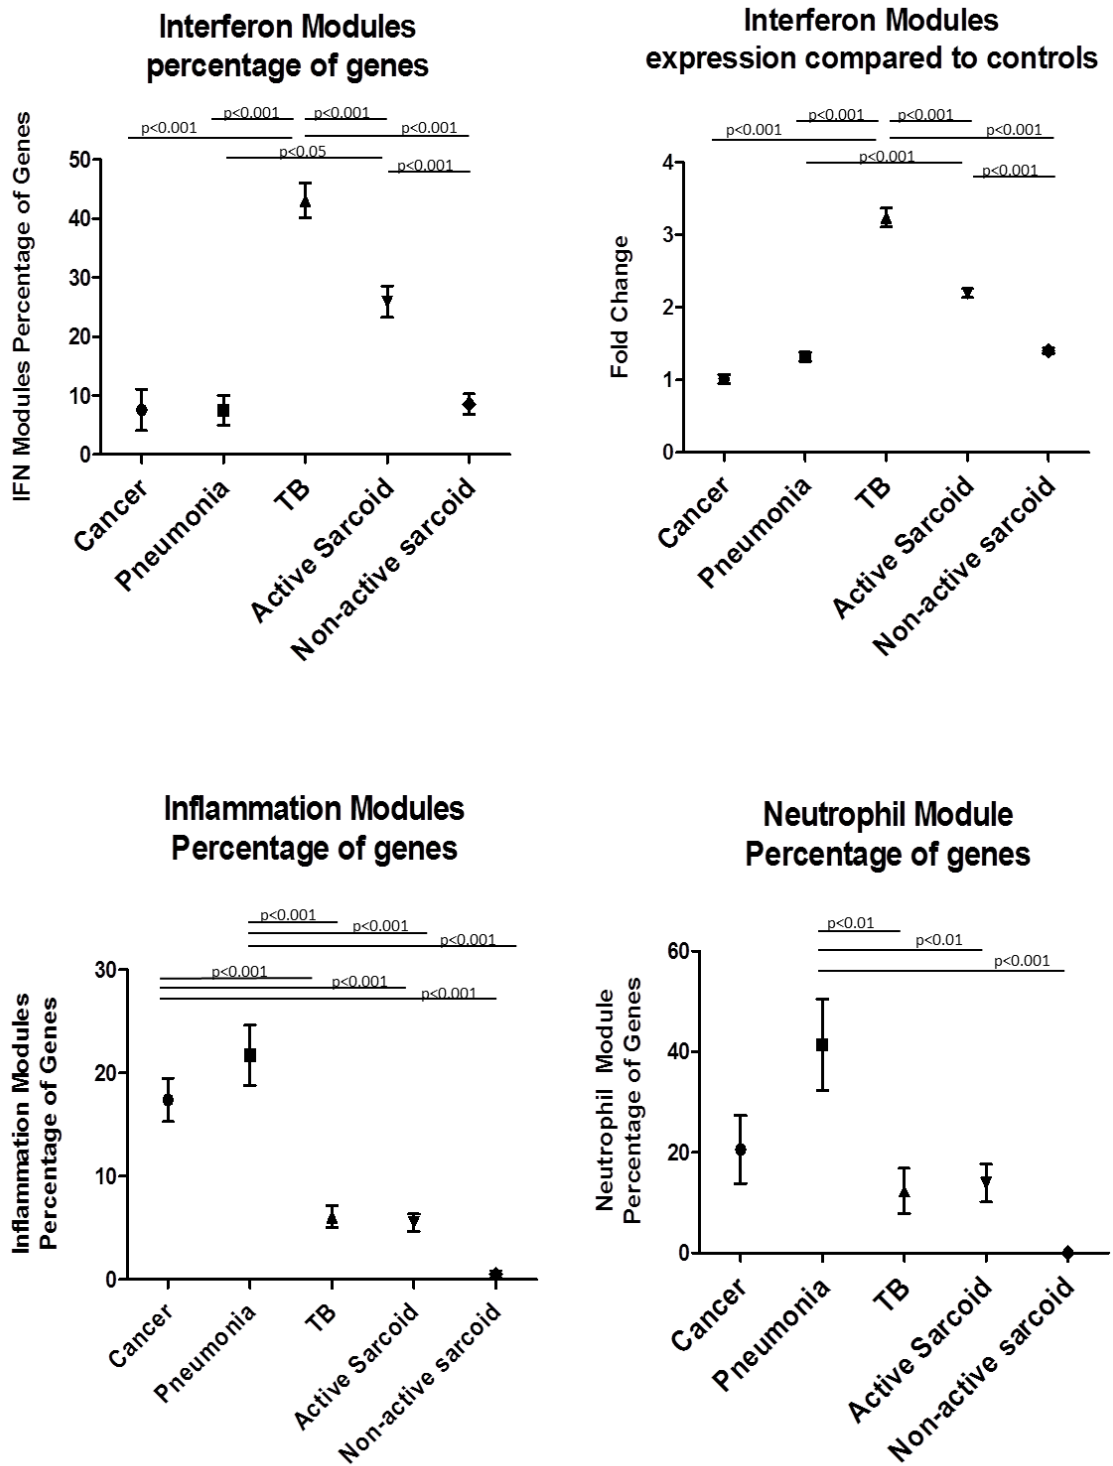 Interferon Modules
percentage of genes
p<0.001 p<0.001
p<0.001 p<0.001
p<0.05
p<0.001
IFN Modules Percentage of Genes
50
40
30
20
10
0
Cancer
Pneumonia
TB
Active Sarcoid
Non-active sarcoid
Interferon Modules
expression compared to controls
p<0.001 p<0.001
p<0.001 p<0.001
p<0.001
p<0.001
Fold Change
4
3
2
1
0
Cancer
Pneumonia
TB
Active Sarcoid
Non-active sarcoid
Inflammation Modules
Percentage of genes
p<0.001
p<0.001
p<0.001
p<0.001
p<0.001
p<0.001
Inflammation Modules
Percentage of Genes
30
20
10
0
Cancer
Pneumonia
TB
Active Sarcoid
Non-active sarcoid
Neutrophil Module
Percentage of genes
p<0.01
p<0.01
p<0.001
Neutrophil Module
Percentage of Genes
60
40
20
0
Cancer
Pneumonia
TB
Active Sarcoid
Non-active sarcoid